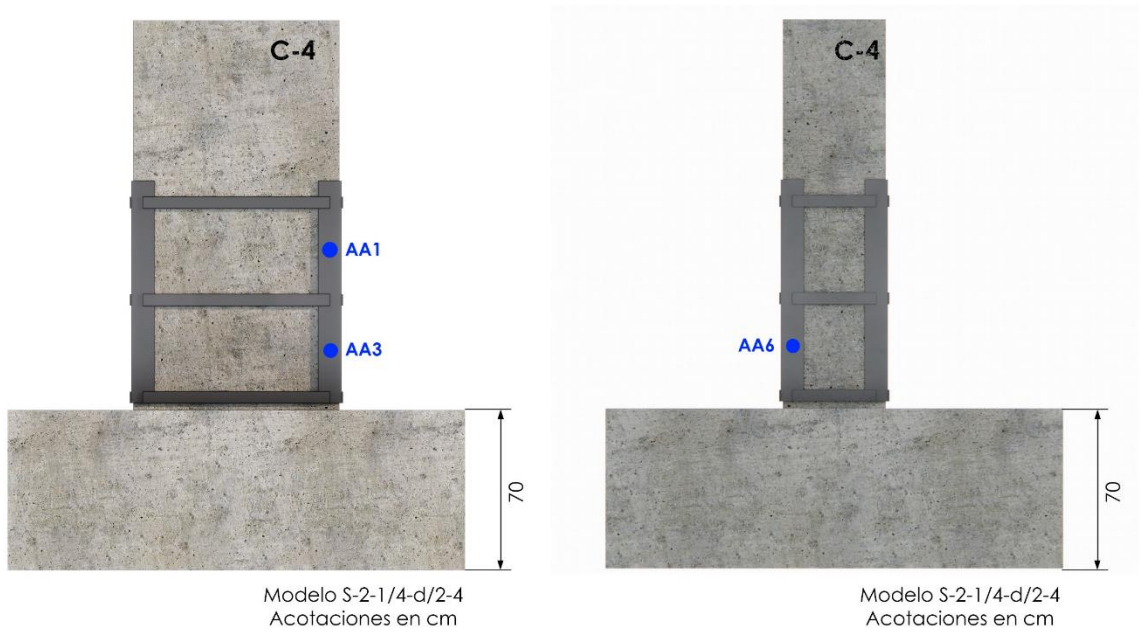 C-4
AA1
AA3
70
Modelo S-2-1/4-d/2-4
Acotaciones en cm
C-4
AA6
70
Modelo S-2-1/4-d/2-4
Acotaciones en cm